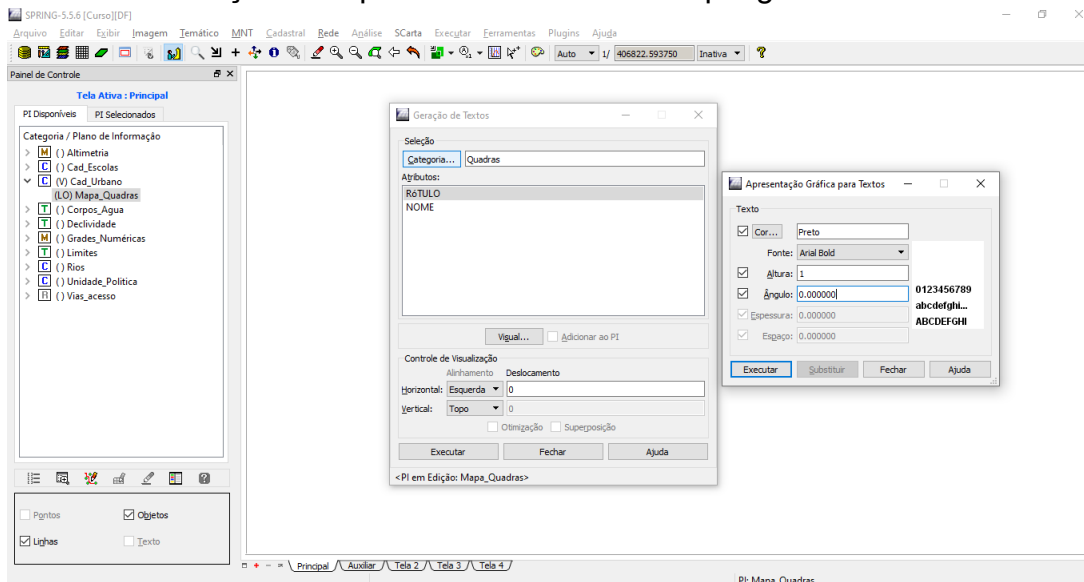 SPRING-5.5.6 [Curso][DF]
Arquivo Editar Exibir Imagem Temático MNT Cadastral Rede Análise SCarta Executar Ferramentas Plugins Ajuda
Auto 1/ 406822.593750 Inativa
Painel de Controle
Tela Ativa : Principal
PI Disponíveis PI Selecionados
Categoria / Plano de Informação
M ( ) Altimetria
C ( ) Cad_Escolas
C (V) Cad_Urbano
(LO) Mapa_Quadras
T ( ) Corpos_Agua
T ( ) Declividade
M ( ) Grades_Numéricas
T ( ) Limites
C ( ) Rios
C ( ) Unidade_Politica
R ( ) Vias_acesso
Pontos Objetos
Linhas Texto
Geração de Textos
Seleção
Categoria... Quadras
Atributos:
RóTULO
NOME
Visual... Adicionar ao PI
Controle de Visualização
Alinhamento Deslocamento
Horizontal: Esquerda 0
Vertical: Topo 0
Otimização Superposição
Executar Fechar Ajuda
<PI em Edição: Mapa_Quadras>
Apresentação Gráfica para Textos
Texto
Cor... Preto
Fonte: Arial Bold
Altura: 1
Ângulo: 0.000000
Espessura: 0.000000
Espaço: 0.000000
0123456789
abcdefghi...
ABCDEFGHI
Executar Substituir Fechar Ajuda
Principal Auxiliar Tela 2 Tela 3 Tela 4
PI: Mapa_Quadras